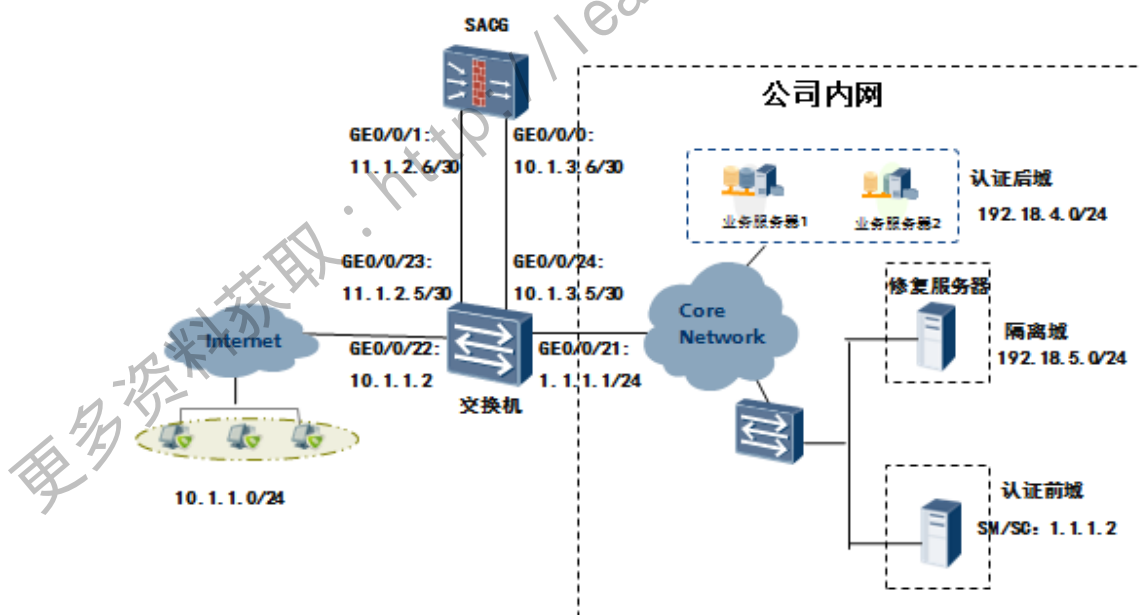 SACG
公司内网
GE0/0/1:
11.1.2.6/30
GE0/0/0:
10.1.3.6/30
认证后域
192.18.4.0/24
业务服务器1
业务服务器2
GE0/0/23:
11.1.2.5/30
GE0/0/24:
10.1.3.5/30
修复服务器
隔离域
192.18.5.0/24
Core
Network
Internet
GE0/0/22:
10.1.1.2
GE0/0/21:
1.1.1.1/24
交换机
10.1.1.0/24
认证前域
SM/SC: 1.1.1.2
更多资料获取:http://lea